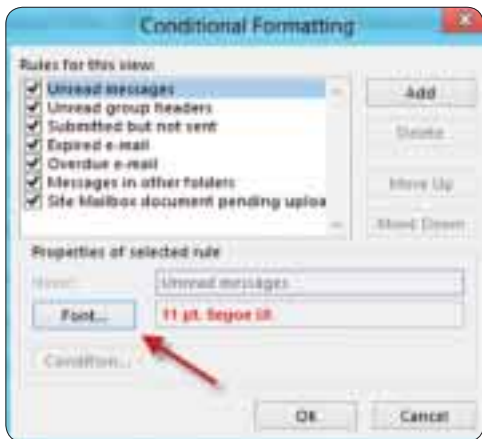 Conditional Formatting
Rules for this view:
Unread messages
Unread group headers
Submitted but not sent
Expired e-mail
Overdue e-mail
Messages in other folders
Site Mailbox document pending uploa
Add
Delete
Move Up
Move Down
Properties of selected rule
Name:
Unread messages
Font...
11 pt. Segoe UI
Condition...
OK
Cancel